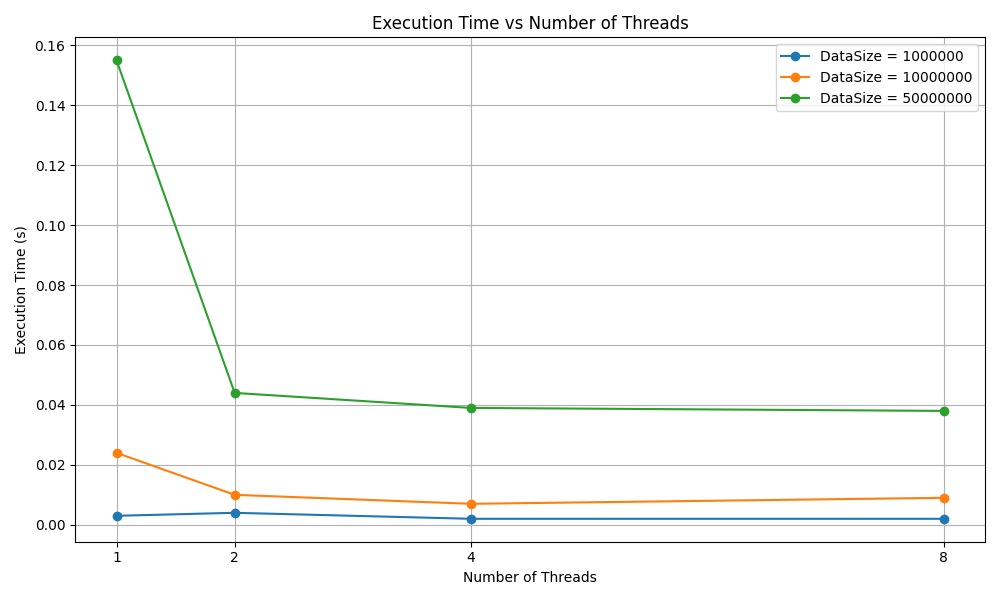 Execution Time vs Number of Threads
DataSize = 1000000
DataSize = 10000000
DataSize = 50000000
Execution Time (s)
0.16
0.14
0.12
0.10
0.08
0.06
0.04
0.02
0.00
1 2 4 8
Number of Threads